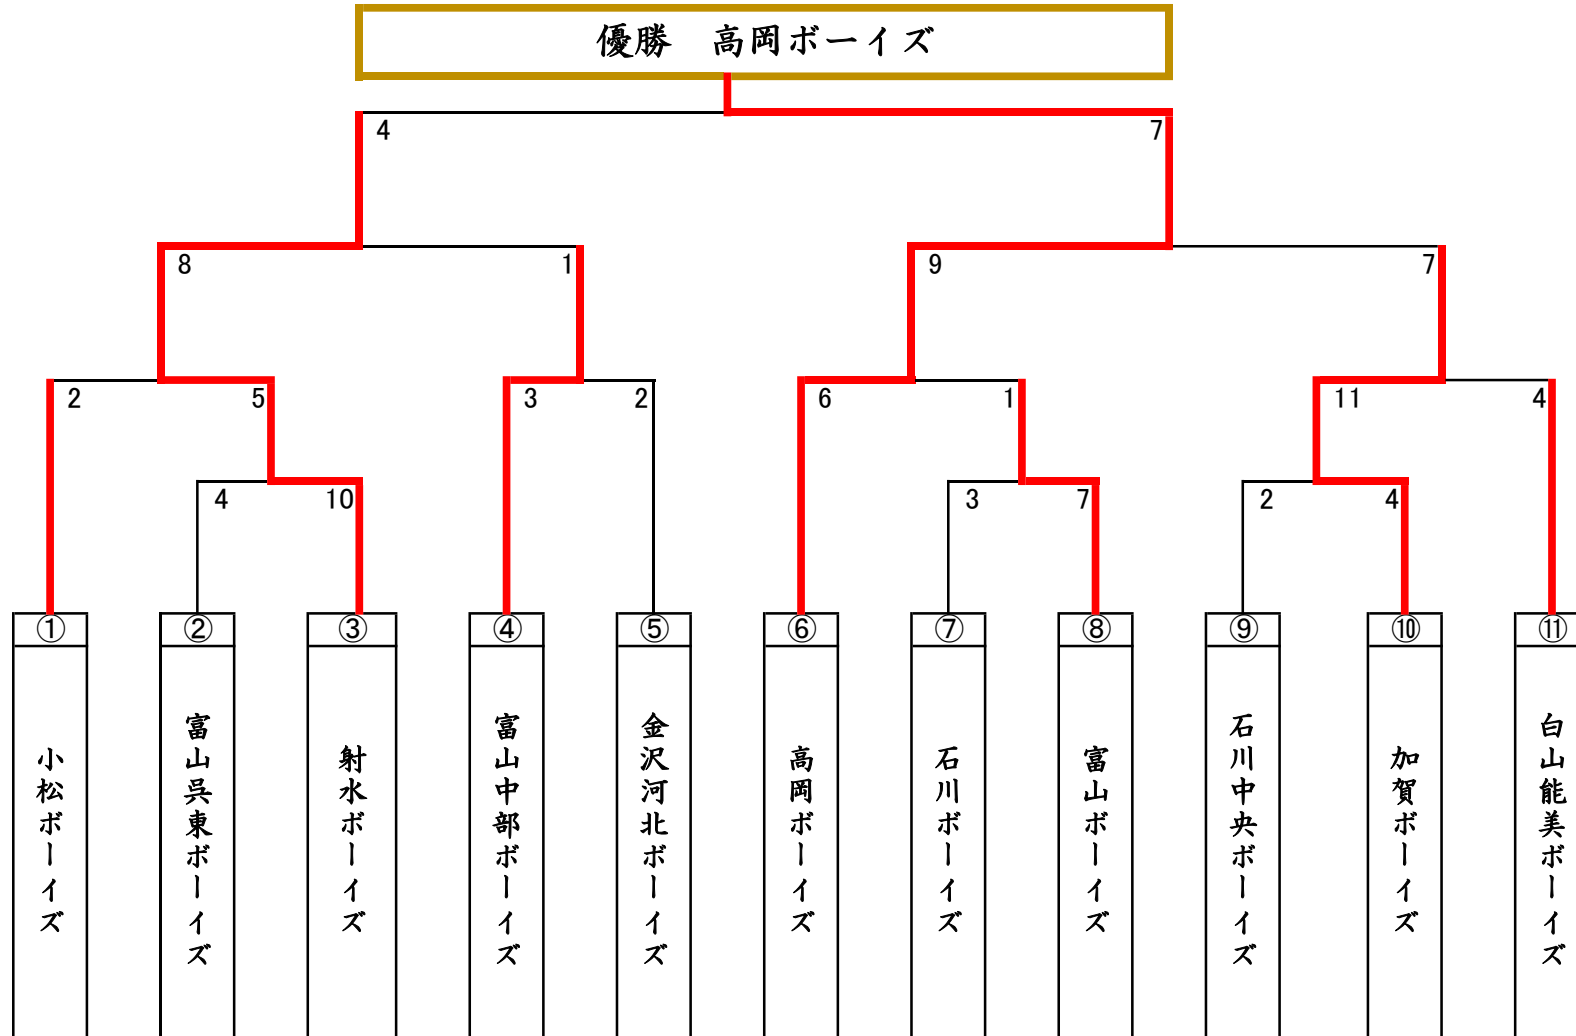 優勝　高岡ボーイズ
4 7
8 1 9 7
2 5 3 2 6 1 11 4
4 10 3 7 2 4
① ② ③ ④ ⑤ ⑥ ⑦ ⑧ ⑨ ⑩ ⑪
小松ボーイズ
富山呉東ボーイズ
射水ボーイズ
富山中部ボーイズ
金沢河北ボーイズ
高岡ボーイズ
石川ボーイズ
富山ボーイズ
石川中央ボーイズ
加賀ボーイズ
白山能美ボーイズ